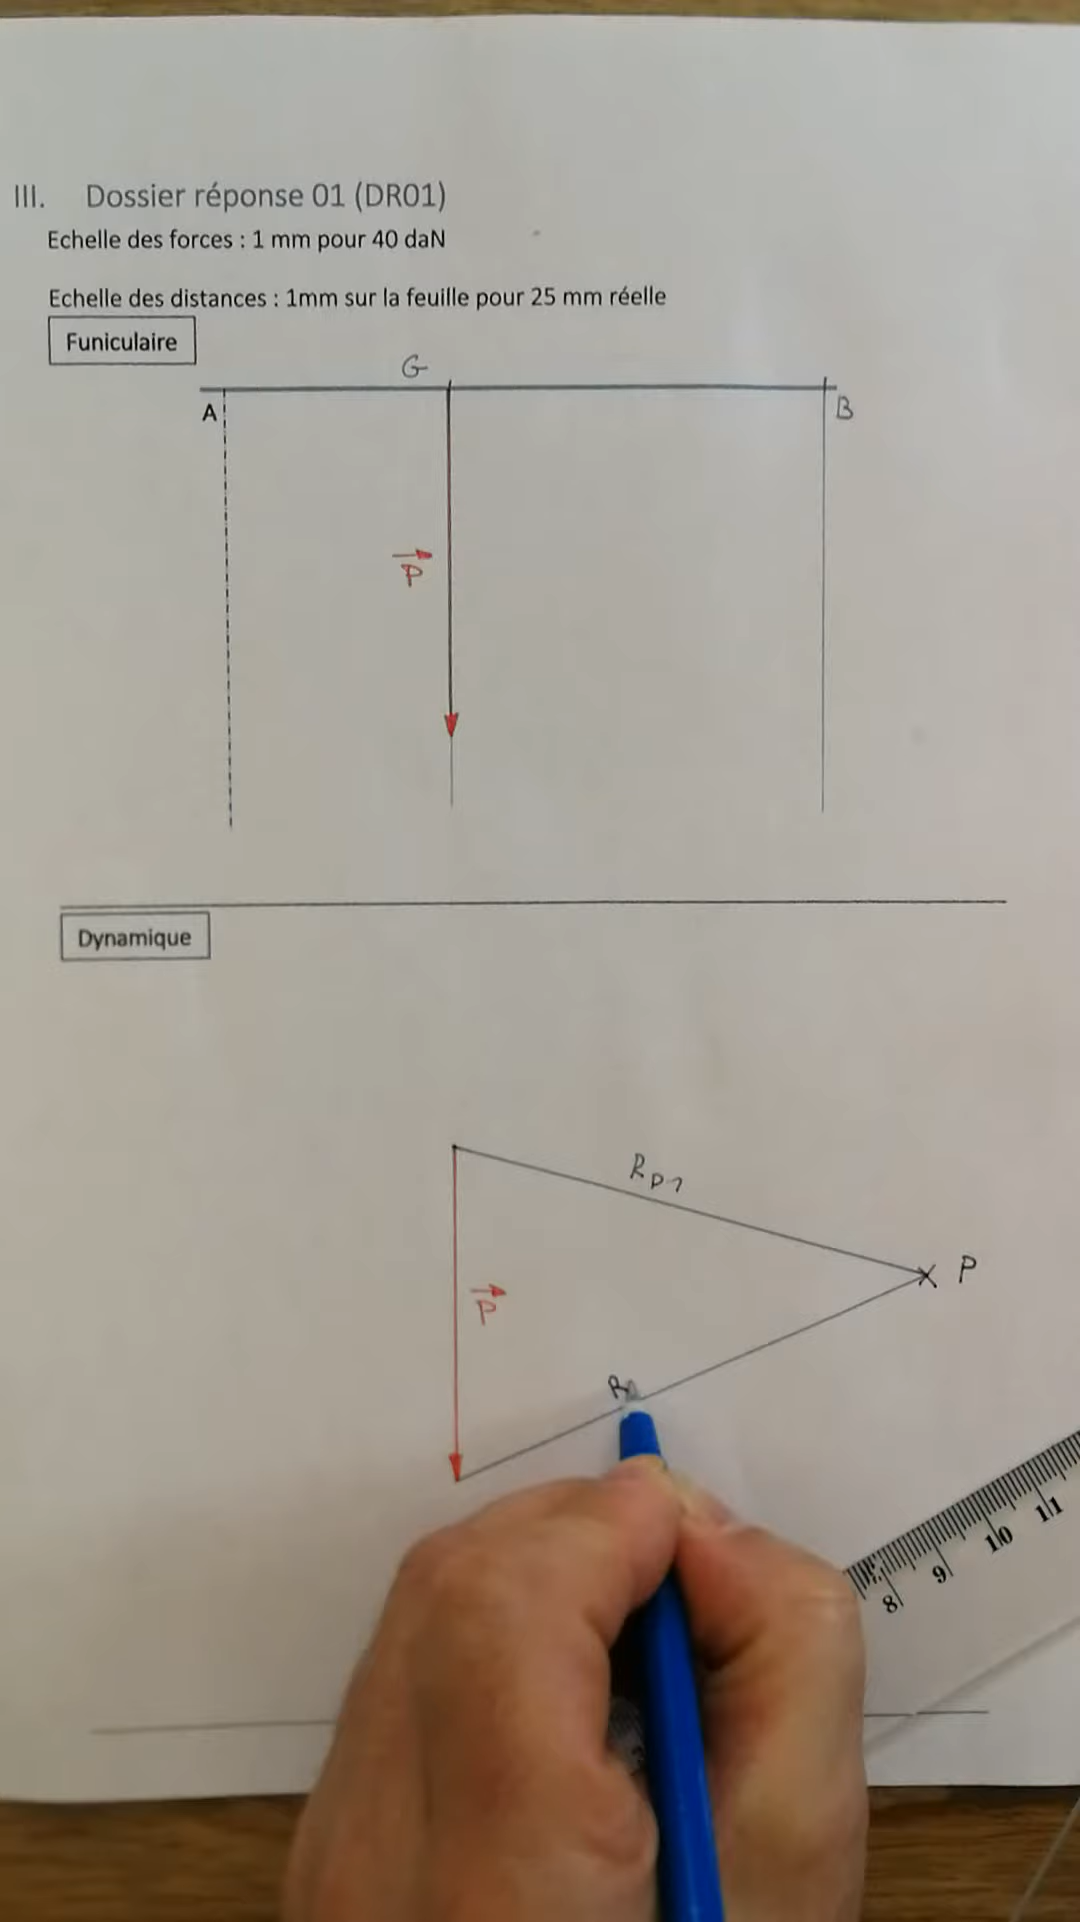 III. Dossier réponse 01 (DR01)
Echelle des forces : 1 mm pour 40 daN
Echelle des distances : 1mm sur la feuille pour 25 mm réelle
Funiculaire
G
A
B
P
Dynamique
R P1
P
P
R
8 9 10 11